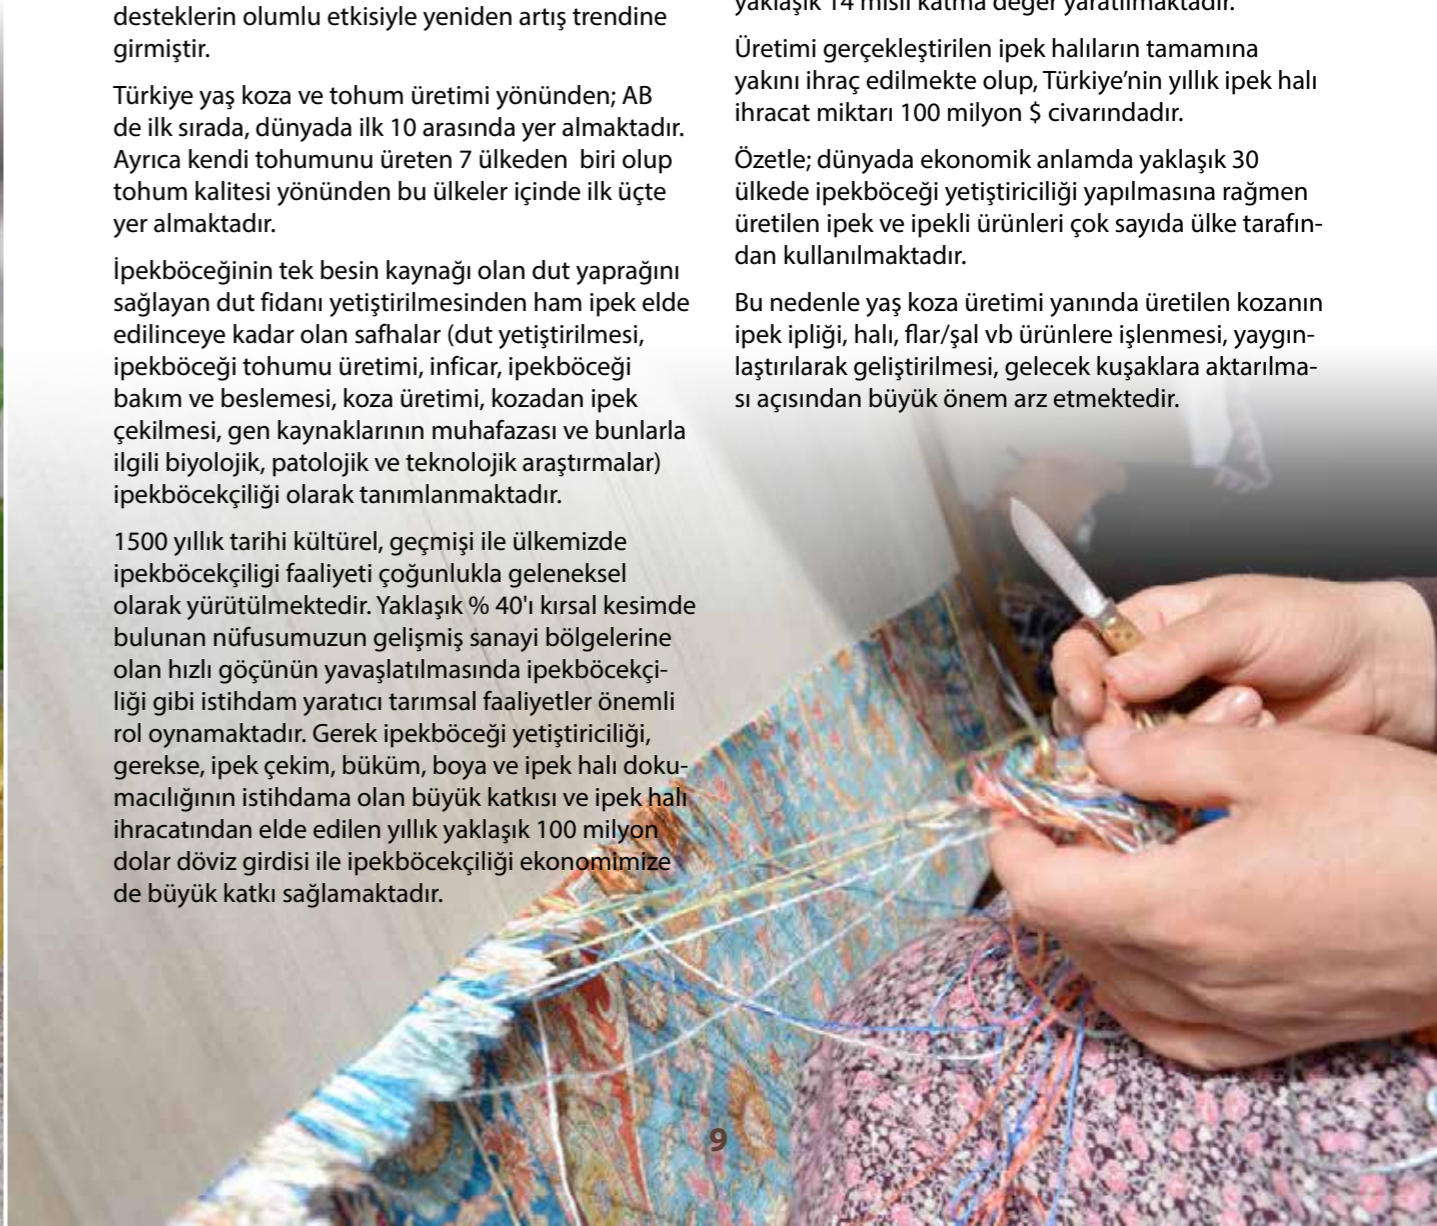 desteklerin olumlu etkisiyle yeniden artış trendine
girmiştir.
Türkiye yaş koza ve tohum üretimi yönünden; AB
de ilk sırada, dünyada ilk 10 arasında yer almaktadır.
Ayrıca kendi tohumunu üreten 7 ülkeden  biri olup
tohum kalitesi yönünden bu ülkeler içinde ilk üçte
yer almaktadır.
İpekböceğinin tek besin kaynağı olan dut yaprağını
sağlayan dut fidanı yetiştirilmesinden ham ipek elde
edilinceye kadar olan safhalar (dut yetiştirilmesi,
ipekböceği tohumu üretimi, inficar, ipekböceği
bakım ve beslemesi, koza üretimi, kozadan ipek
çekilmesi, gen kaynaklarının muhafazası ve bunlarla
ilgili biyolojik, patolojik ve teknolojik araştırmalar)
ipekböcekçiliği olarak tanımlanmaktadır.
1500 yıllık tarihi kültürel, geçmişi ile ülkemizde
ipekböcekçiligi faaliyeti çoğunlukla geleneksel
olarak yürütülmektedir. Yaklaşık % 40'ı kırsal kesimde
bulunan nüfusumuzun gelişmiş sanayi bölgelerine
olan hızlı göçünün yavaşlatılmasında ipekböcekçi-
liği gibi istihdam yaratıcı tarımsal faaliyetler önemli
rol oynamaktadır. Gerek ipekböceği yetiştiriciliği,
gerekse, ipek çekim, büküm, boya ve ipek halı doku-
macılığının istihdama olan büyük katkısı ve ipek halı
ihracatından elde edilen yıllık yaklaşık 100 milyon
dolar döviz girdisi ile ipekböcekçiliği ekonomimize
de büyük katkı sağlamaktadır.
yaklaşık 14 misli katma değer yaratılmaktadır.
Üretimi gerçekleştirilen ipek halıların tamamına
yakını ihraç edilmekte olup, Türkiye’nin yıllık ipek halı
ihracat miktarı 100 milyon $ civarındadır.
Özetle; dünyada ekonomik anlamda yaklaşık 30
ülkede ipekböceği yetiştiriciliği yapılmasına rağmen
üretilen ipek ve ipekli ürünleri çok sayıda ülke tarafın-
dan kullanılmaktadır.
Bu nedenle yaş koza üretimi yanında üretilen kozanın
ipek ipliği, halı, flar/şal vb ürünlere işlenmesi, yaygın-
laştırılarak geliştirilmesi, gelecek kuşaklara aktarılma-
sı açısından büyük önem arz etmektedir.
9